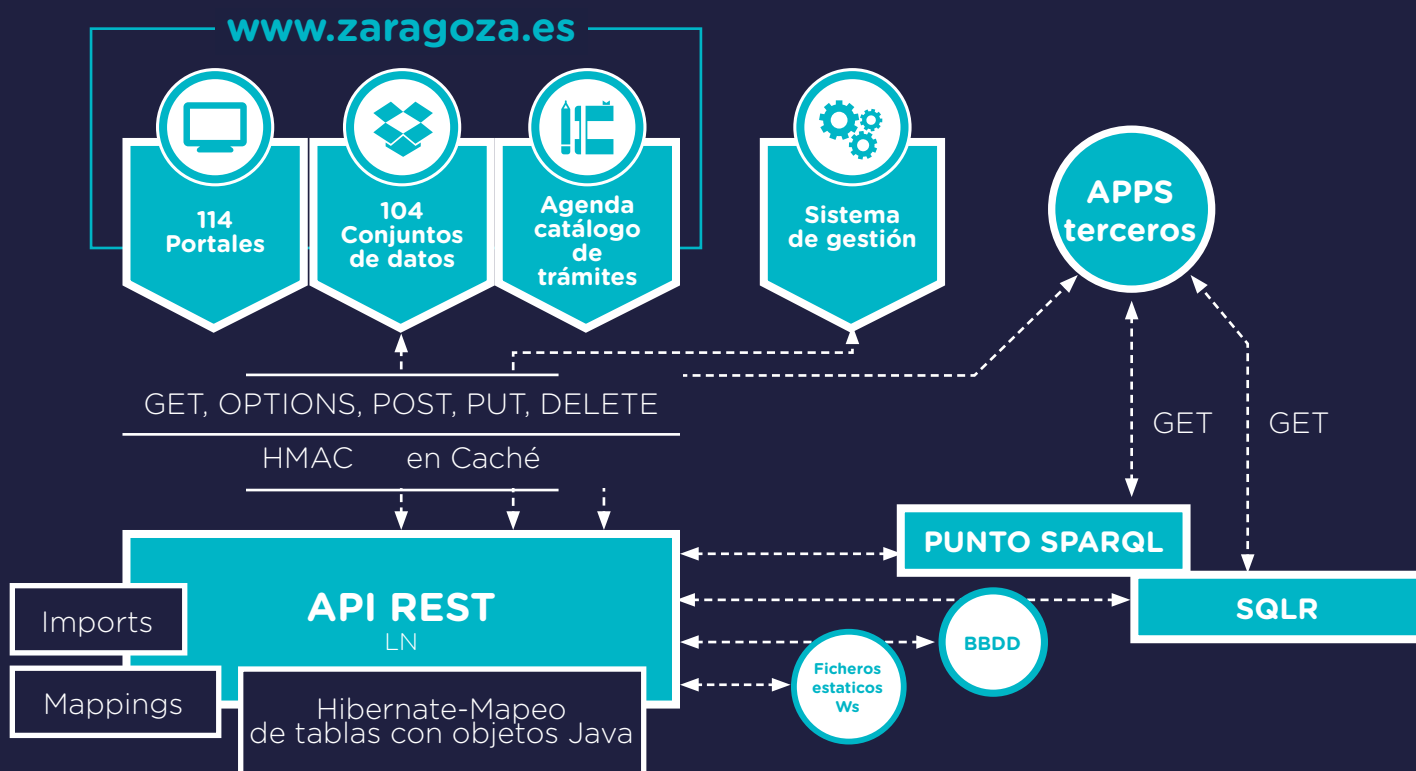 www.zaragoza.es
114
Portales
104
Conjuntos
de datos
Agenda
catálogo
de
trámites
Sistema
de gestión
APPS
terceros
GET, OPTIONS, POST, PUT, DELETE
HMAC en Caché
GET
GET
PUNTO SPARQL
SQLR
API REST
LN
Imports
Mappings
Hibernate-Mapeo
de tablas con objetos Java
BBDD
Ficheros
estaticos
Ws